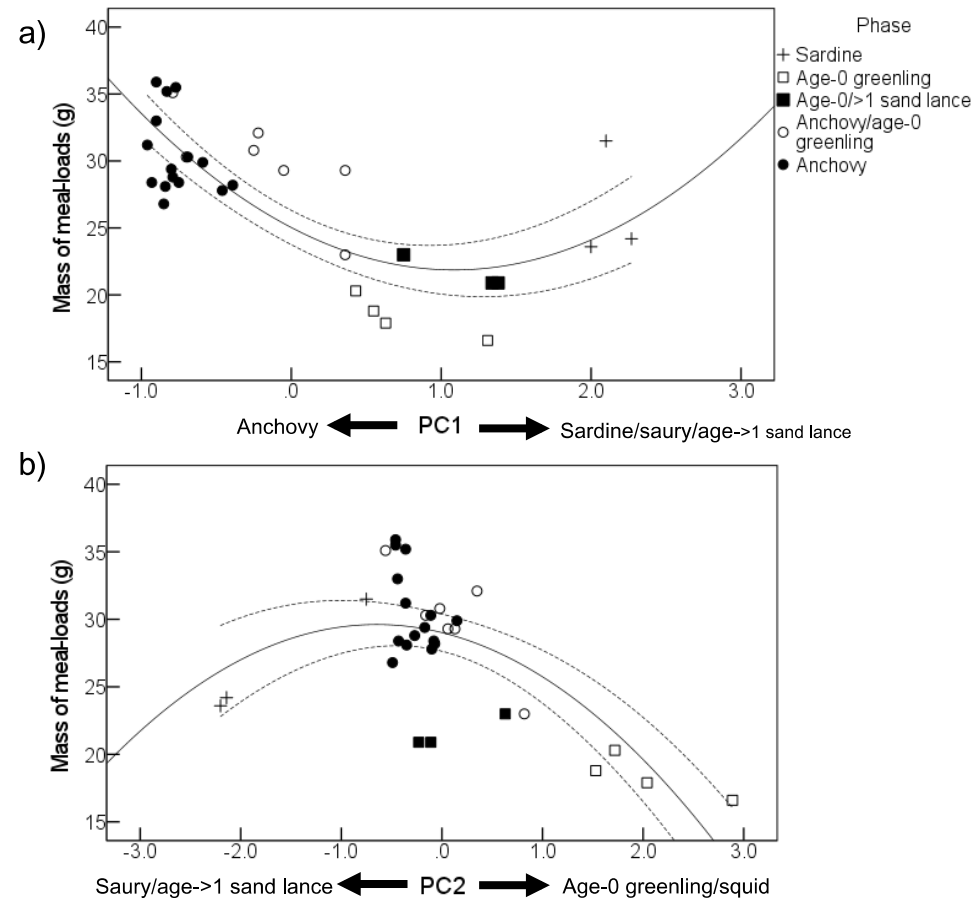 a)
Phase
Sardine
Age-0 greenling
Age-0/>1 sand lance
Anchovy/age-0
greenling
Anchovy
Mass of meal-loads (g)
40
35
30
25
20
15
-1.0 .0 1.0 2.0 3.0
Anchovy PC1 Sardine/saury/age->1 sand lance
b)
Mass of meal-loads (g)
40
35
30
25
20
15
-3.0 -2.0 -1.0 .0 1.0 2.0 3.0
Saury/age->1 sand lance PC2 Age-0 greenling/squid